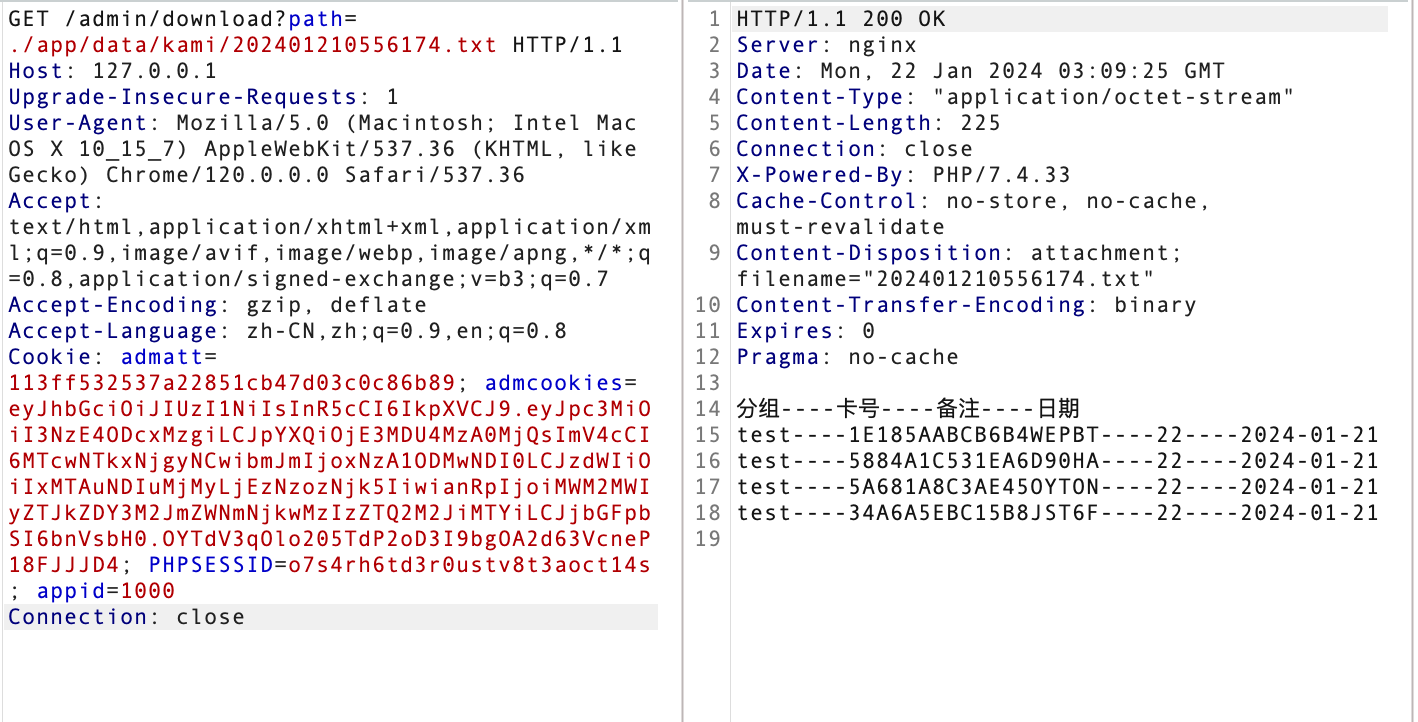 GET /admin/download?path=
./app/data/kami/202401210556174.txt HTTP/1.1
Host: 127.0.0.1
Upgrade-Insecure-Requests: 1
User-Agent: Mozilla/5.0 (Macintosh; Intel Mac
OS X 10_15_7) AppleWebKit/537.36 (KHTML, like
Gecko) Chrome/120.0.0.0 Safari/537.36
Accept:
text/html,application/xhtml+xml,application/xm
l;q=0.9,image/avif,image/webp,image/apng,*/*;q
=0.8,application/signed-exchange;v=b3;q=0.7
Accept-Encoding: gzip, deflate
Accept-Language: zh-CN,zh;q=0.9,en;q=0.8
Cookie: admatt=
113ff532537a22851cb47d03c0c86b89; admcookies=
eyJhbGciOiJIUzI1NiIsInR5cCI6IkpXVCJ9.eyJpc3MiO
iI3NzE4ODcxMzgiLCJpYXQiOjE3MDU4MzA0MjQsImV4cCI
6MTcwNTkxNjgyNCwibmJmIjoxNzA1ODMwNDI0LCJzdWIiO
iIxMTAuNDIuMjMyLjEzNzozNjk5IiwianRpIjoiMWM2MWI
yZTJkZDY3M2JmZWNmNjkwMzIzZTQ2M2JiMTYiLCJjbGFpb
SI6bnVsbH0.OYTdV3qOlo205TdP2oD3I9bgOA2d63VcneP
18FJJJD4; PHPSESSID=o7s4rh6td3r0ustv8t3aoct14s
; appid=1000
Connection: close
1 HTTP/1.1 200 OK
2 Server: nginx
3 Date: Mon, 22 Jan 2024 03:09:25 GMT
4 Content-Type: "application/octet-stream"
5 Content-Length: 225
6 Connection: close
7 X-Powered-By: PHP/7.4.33
8 Cache-Control: no-store, no-cache,
must-revalidate
9 Content-Disposition: attachment;
filename="202401210556174.txt"
10 Content-Transfer-Encoding: binary
11 Expires: 0
12 Pragma: no-cache
13
14 分组----卡号----备注----日期
15 test----1E185AABCB6B4WEPBT----22----2024-01-21
16 test----5884A1C531EA6D90HA----22----2024-01-21
17 test----5A681A8C3AE45OYTON----22----2024-01-21
18 test----34A6A5EBC15B8JST6F----22----2024-01-21
19